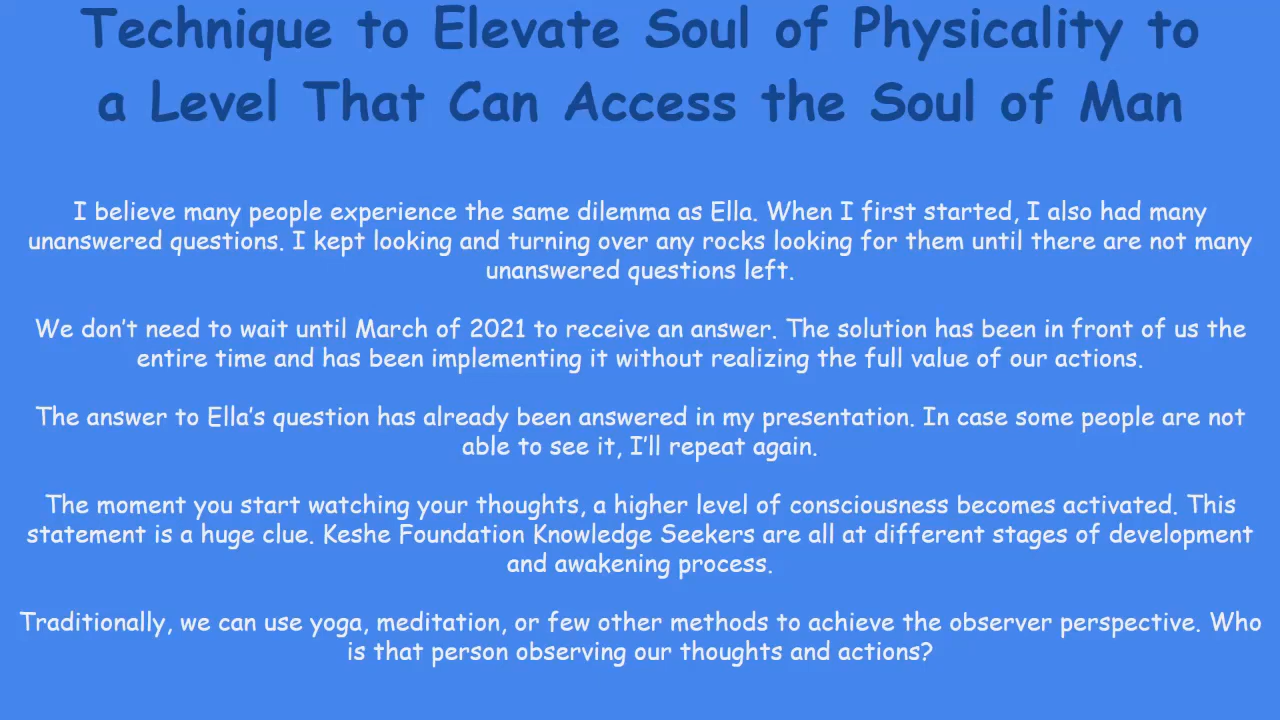 Technique to Elevate Soul of Physicality to
a Level That Can Access the Soul of Man
I believe many people experience the same dilemma as Ella. When I first started, I also had many
unanswered questions. I kept looking and turning over any rocks looking for them until there are not many
unanswered questions left.
We don't need to wait until March of 2021 to receive an answer. The solution has been in front of us the
entire time and has been implementing it without realizing the full value of our actions.
The answer to Ella's question has already been answered in my presentation. In case some people are not
able to see it, I'll repeat again.
The moment you start watching your thoughts, a higher level of consciousness becomes activated. This
statement is a huge clue. Keshe Foundation Knowledge Seekers are all at different stages of development
and awakening process.
Traditionally, we can use yoga, meditation, or few other methods to achieve the observer perspective. Who
is that person observing our thoughts and actions?